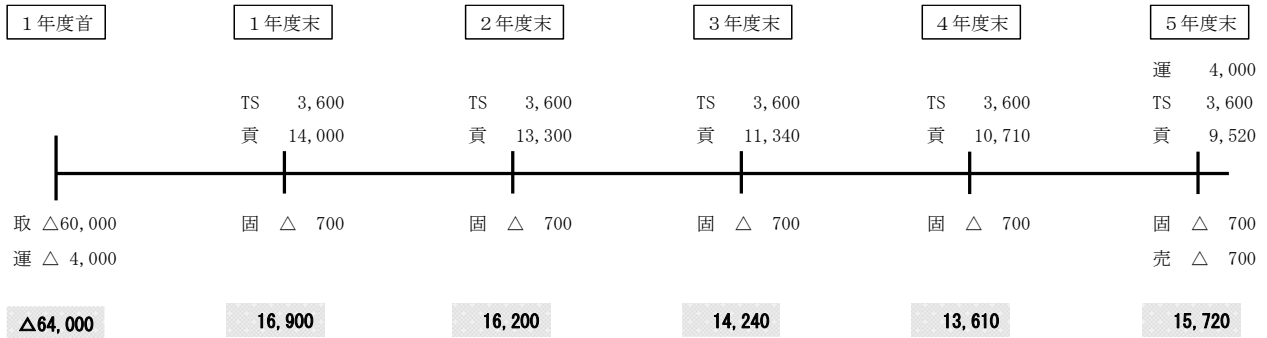 1年度首 1年度末 2年度末 3年度末 4年度末 5年度末
運 4,000
TS 3,600 TS 3,600 TS 3,600 TS 3,600 TS 3,600
貢 14,000 貢 13,300 貢 11,340 貢 10,710 貢 9,520
取 △60,000 固 △ 700 固 △ 700 固 △ 700 固 △ 700 固 △ 700
運 △ 4,000 売 △ 700
△64,000 16,900 16,200 14,240 13,610 15,720